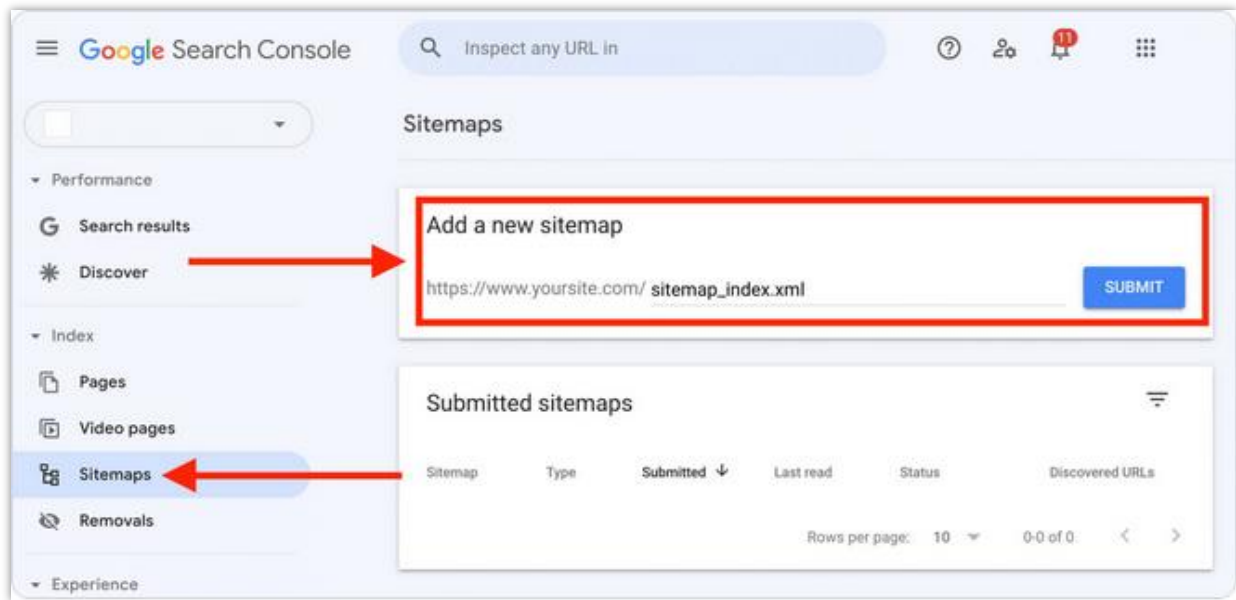 Google Search Console
Inspect any URL in
11
Sitemaps
Performance
Search results
Discover
Index
Pages
Video pages
Sitemaps
Removals
Experience
Add a new sitemap
https://www.yoursite.com/ sitemap_index.xml
SUBMIT
Submitted sitemaps
Sitemap Type Submitted Last read Status Discovered URLs
Rows per page: 10 0-0 of 0